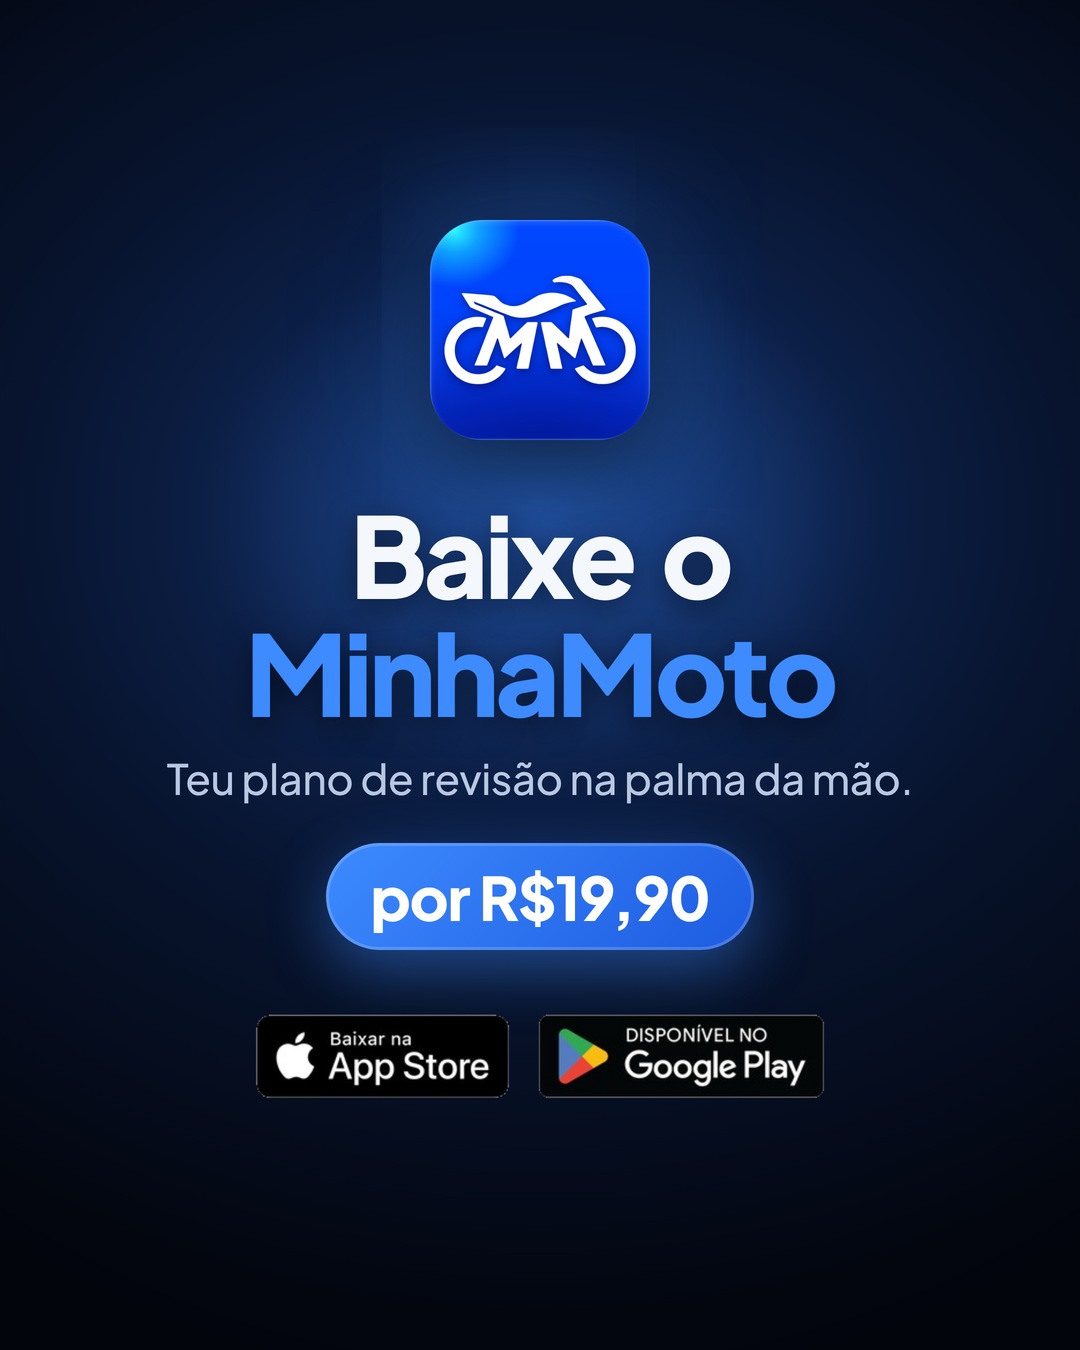 MM
Baixe o
MinhaMoto
Teu plano de revisão na palma da mão.
por R$19,90
Baixar na
App Store
DISPONÍVEL NO
Google Play